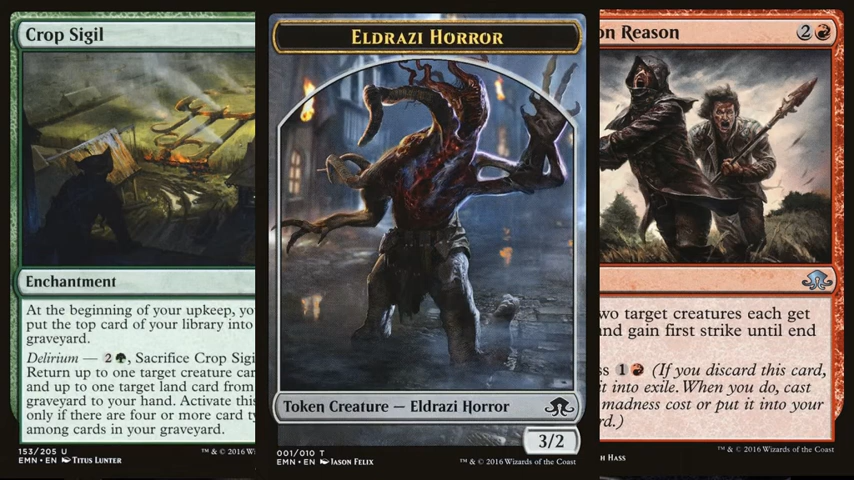 Crop Sigil
Enchantment
At the beginning of your upkeep, yo
put the top card of your library into
graveyard.
Delirium — 2, Sacrifice Crop Sigi
Return up to one target creature car
and up to one target land card from
graveyard to your hand. Activate this
only if there are four or more card ty
among cards in your graveyard.
153/205 U
EMN • EN Titus Lunter
™ & © 2016 Wi
Eldrazi Horror
Token Creature — Eldrazi Horror
3/2
001/010 T
EMN • EN Jason Felix
™ & © 2016 Wizards of the Coast
on Reason
2
wo target creatures each get
and gain first strike until end
ss 1 (If you discard this card,
it into exile. When you do, cast
madness cost or put it into your
rd.)
h Hass
™ & © 2016 Wizards of the Coast